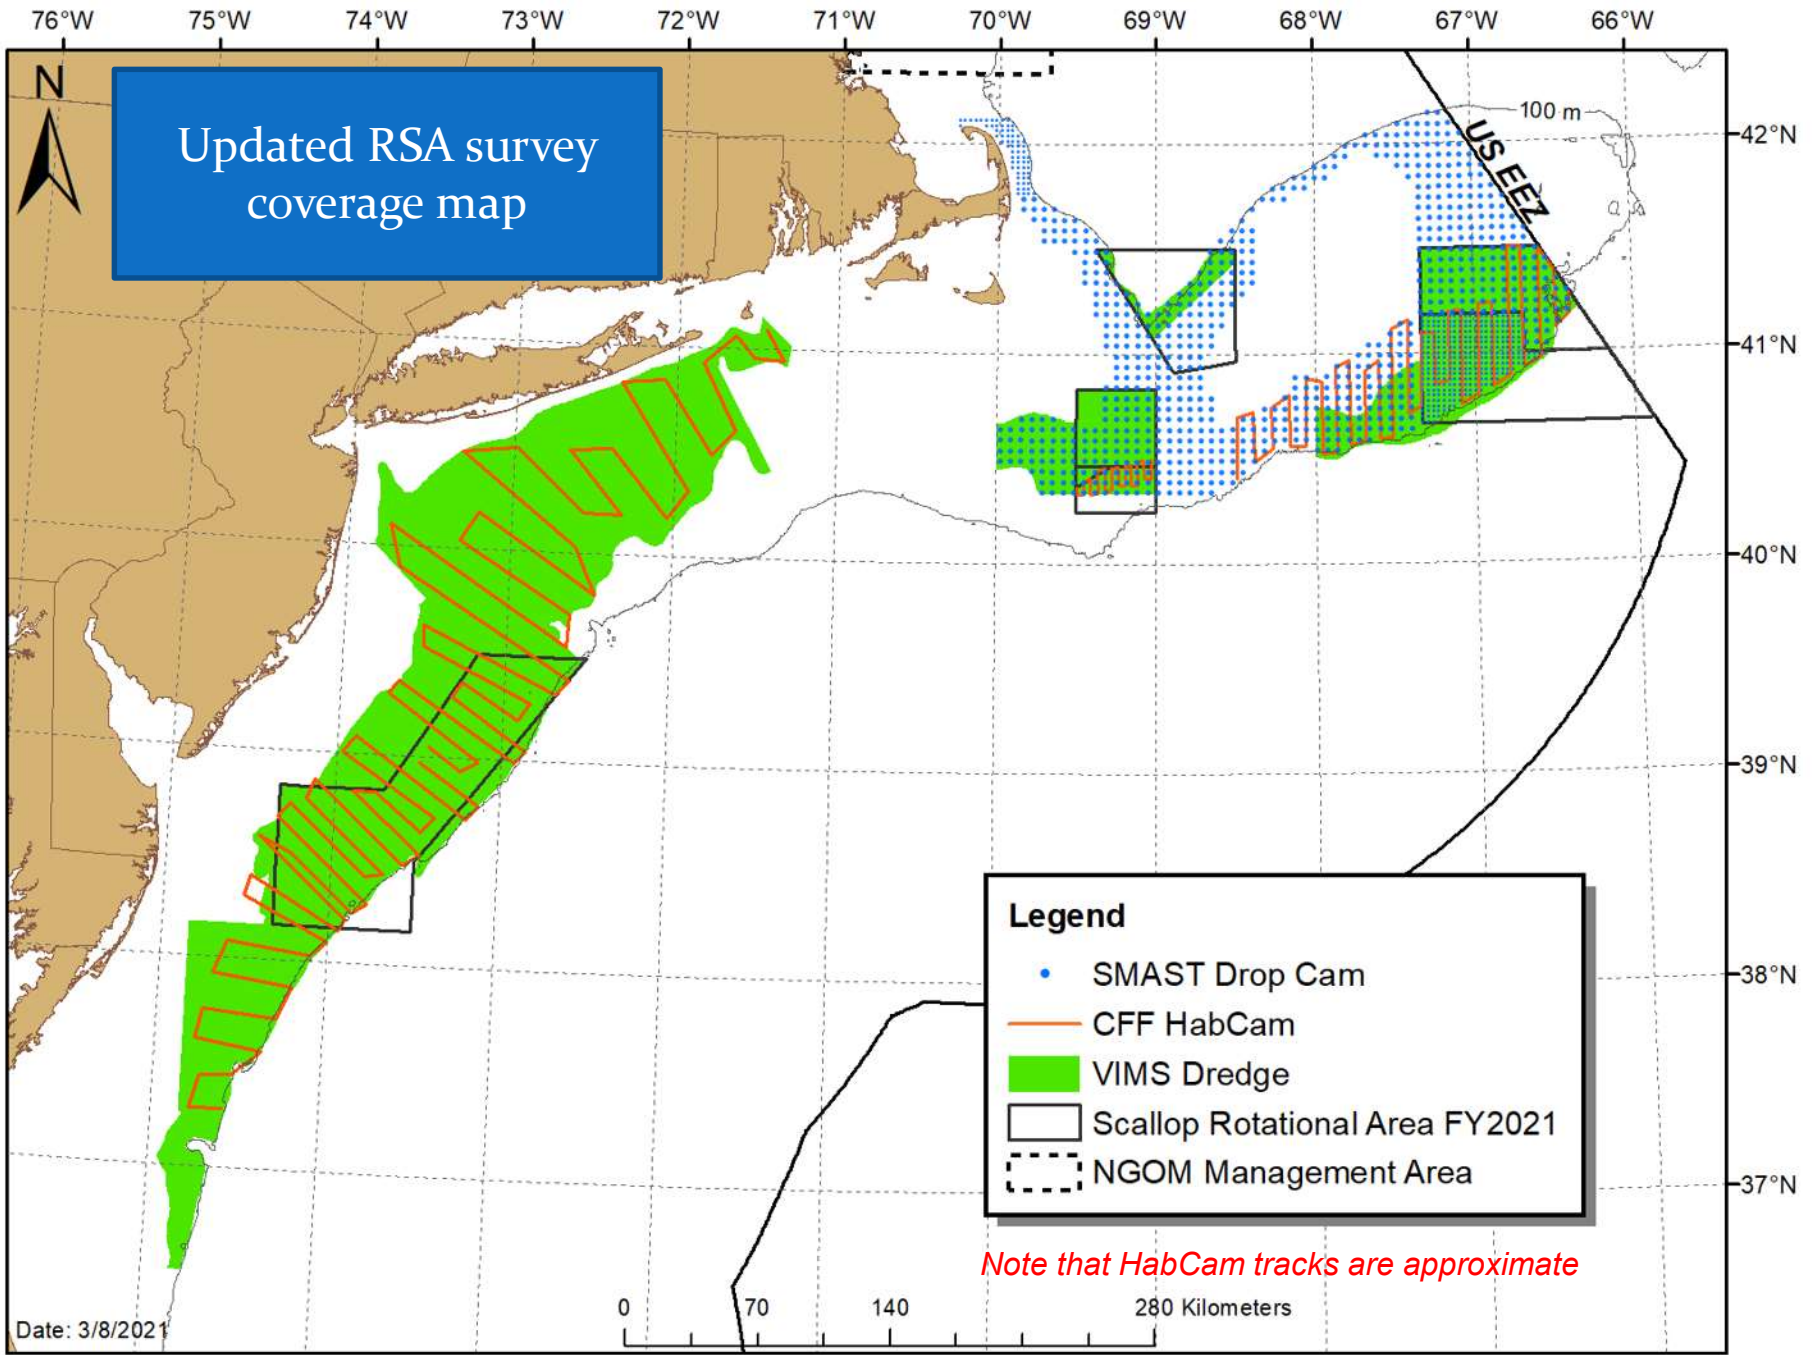 76°W 75°W 74°W 73°W 72°W 71°W 70°W 69°W 68°W 67°W 66°W
N
Updated RSA survey
coverage map
100 m
US EEZ
42°N
41°N
40°N
39°N
38°N
37°N
Legend
SMAST Drop Cam
CFF HabCam
VIMS Dredge
Scallop Rotational Area FY2021
NGOM Management Area
Note that HabCam tracks are approximate
0 70 140 280 Kilometers
Date: 3/8/2021